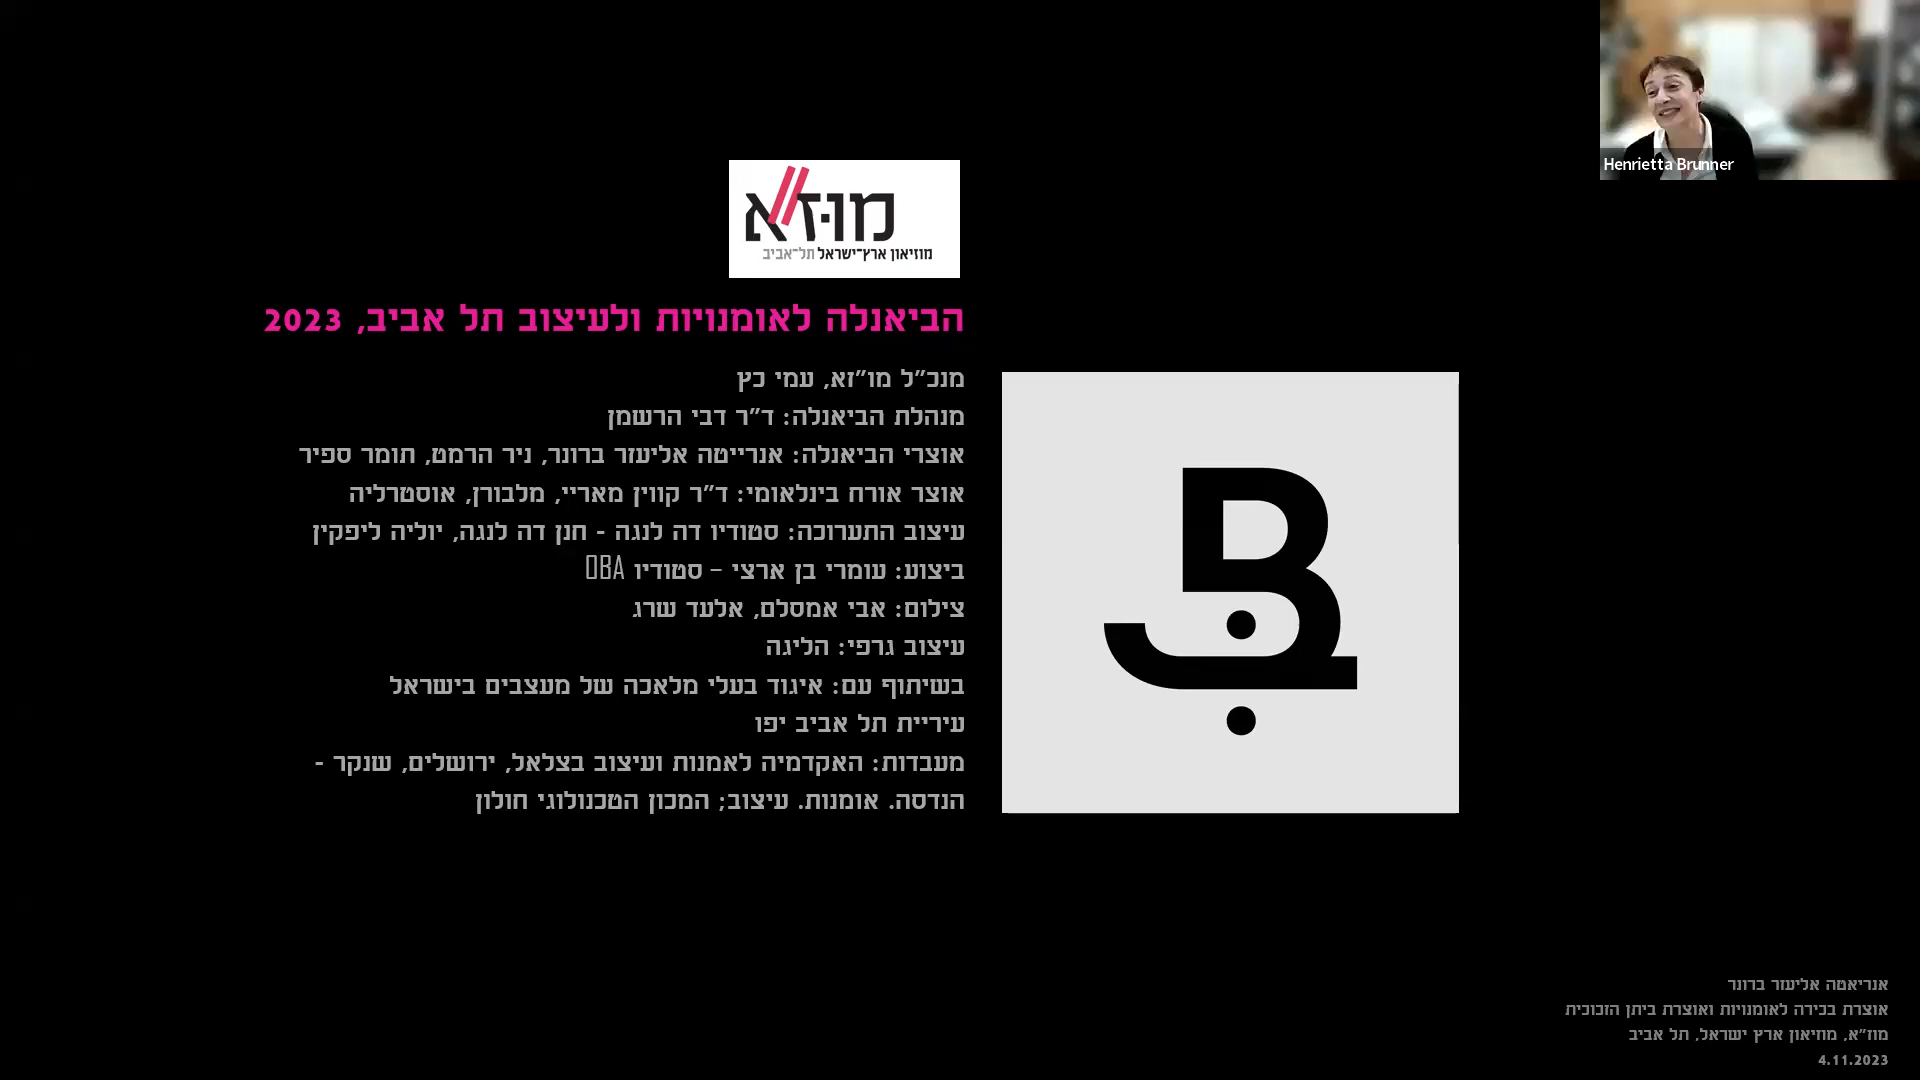 Henrietta Brunner
מוּזא
מוזיאון ארץ־ישראל תל־אביב
הביאנלה לאומנויות ולעיצוב תל אביב, 2023
מנכ"ל מו"זא, עמי כץ
מנהלת הביאנלה: ד"ר דבי הרשמן
אוצרי הביאנלה: אנרייטה אליעזר ברונר, ניר הרמט, תומר ספיר
אוצר אורח בינלאומי: ד"ר קווין מאריי, מלבורן, אוסטרליה
עיצוב התערוכה: סטודיו דה לנגה - חנן דה לנגה, יוליה ליפקין
ביצוע: עומרי בן ארצי – סטודיו OBA
צילום: אבי אמסלם, אלעד שרג
עיצוב גרפי: הליגה
בשיתוף עם: איגוד בעלי מלאכה של מעצבים בישראל
עיריית תל אביב יפו
מעבדות: האקדמיה לאמנות ועיצוב בצלאל, ירושלים, שנקר -
הנדסה. אומנות. עיצוב; המכון הטכנולוגי חולון
אנריאטה אליעזר ברונר
אוצרת בכירה לאומנויות ואוצרת ביתן הזכוכית
מוז"א, מוזיאון ארץ ישראל, תל אביב
4.11.2023